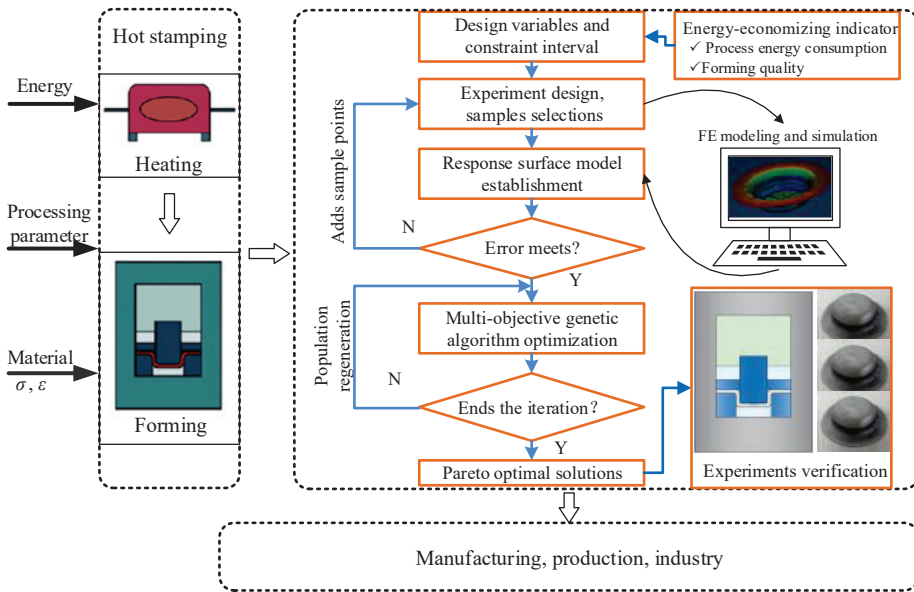 Hot stamping
Energy
Heating
Processing
parameter
Material
σ, ε
Forming
Design variables and
constraint interval
Energy-economizing indicator
✓ Process energy consumption
✓Forming quality
Experiment design,
samples selections
FE modeling and simulation
Response surface model
establishment
Adds sample points
N
Error meets?
Y
Population
regeneration
Multi-objective genetic
algorithm optimization
N
Ends the iteration?
Y
Pareto optimal solutions
Experiments verification
Manufacturing, production, industry